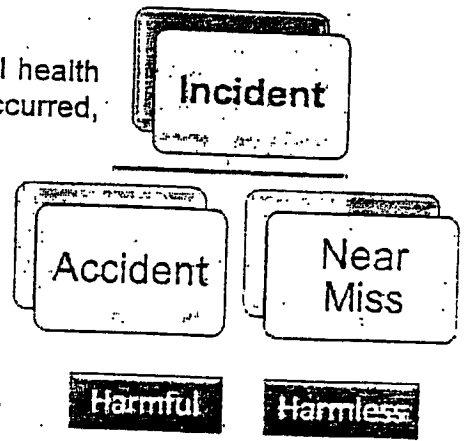 l health
ccurred,
Incident
Accident
Near
Miss
Harmful
Harmless